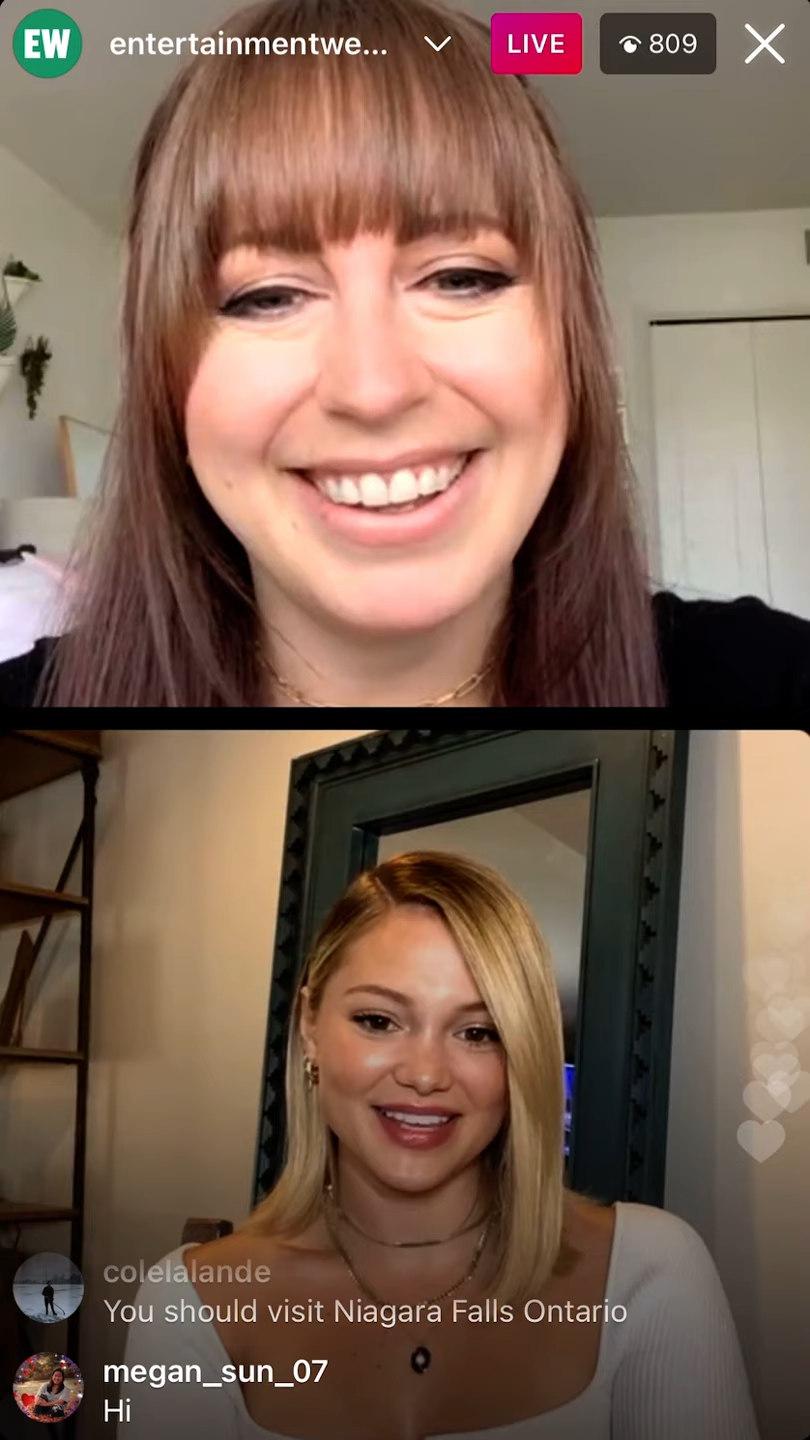 EW
entertainmentwe...
LIVE
809
colelalande
You should visit Niagara Falls Ontario
megan_sun_07
Hi